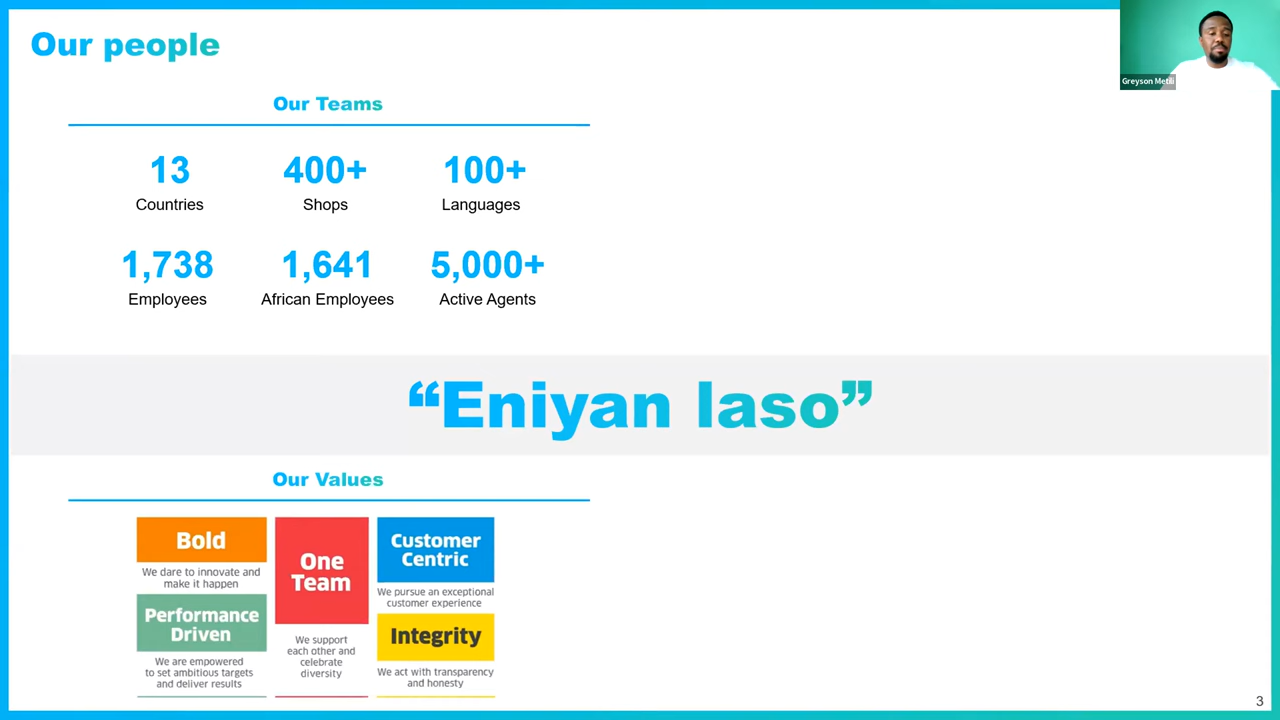 Our people
Greyson Metili
Our Teams
13
Countries
400+
Shops
100+
Languages
1,738
Employees
1,641
African Employees
5,000+
Active Agents
“Eniyan laso”
Our Values
Bold
We dare to innovate and
make it happen
Performance
Driven
We are empowered
to set ambitious targets
and deliver results
One
Team
We support
each other and
celebrate
diversity
Customer
Centric
We pursue an exceptional
customer experience
Integrity
We act with transparency
and honesty
3